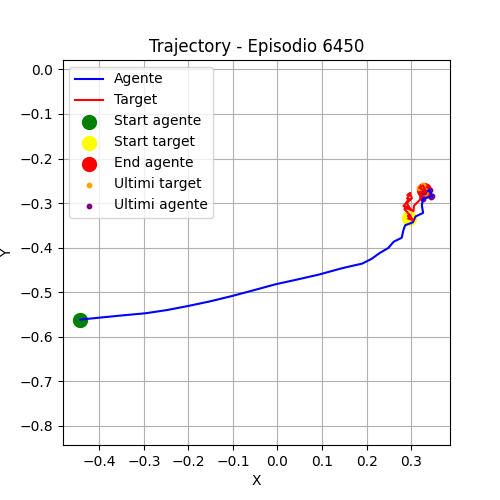 Trajectory - Episodio 6450
Agente
Target
Start agente
Start target
End agente
Ultimi target
Ultimi agente
0.0
−0.1
−0.2
−0.3
−0.4
−0.5
−0.6
−0.7
−0.8
Y
−0.4
−0.3
−0.2
−0.1
0.0
0.1
0.2
0.3
X